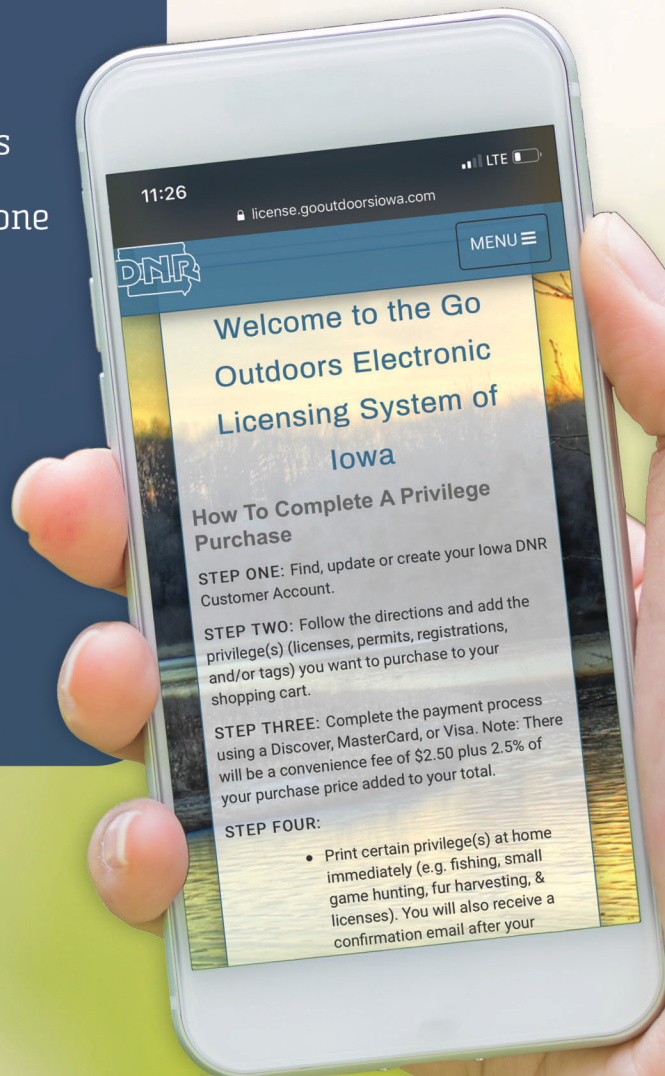 s
one
11:26
LTE
license.gooutdoorsiowa.com
DNR
MENU
Welcome to the Go
Outdoors Electronic
Licensing System of
Iowa
How To Complete A Privilege
Purchase
STEP ONE: Find, update or create your Iowa DNR
Customer Account.
STEP TWO: Follow the directions and add the
privilege(s) (licenses, permits, registrations,
and/or tags) you want to purchase to your
shopping cart.
STEP THREE: Complete the payment process
using a Discover, MasterCard, or Visa. Note: There
will be a convenience fee of $2.50 plus 2.5% of
your purchase price added to your total.
STEP FOUR:
• Print certain privilege(s) at home
immediately (e.g. fishing, small
game hunting, fur harvesting, &
licenses). You will also receive a
confirmation email after your